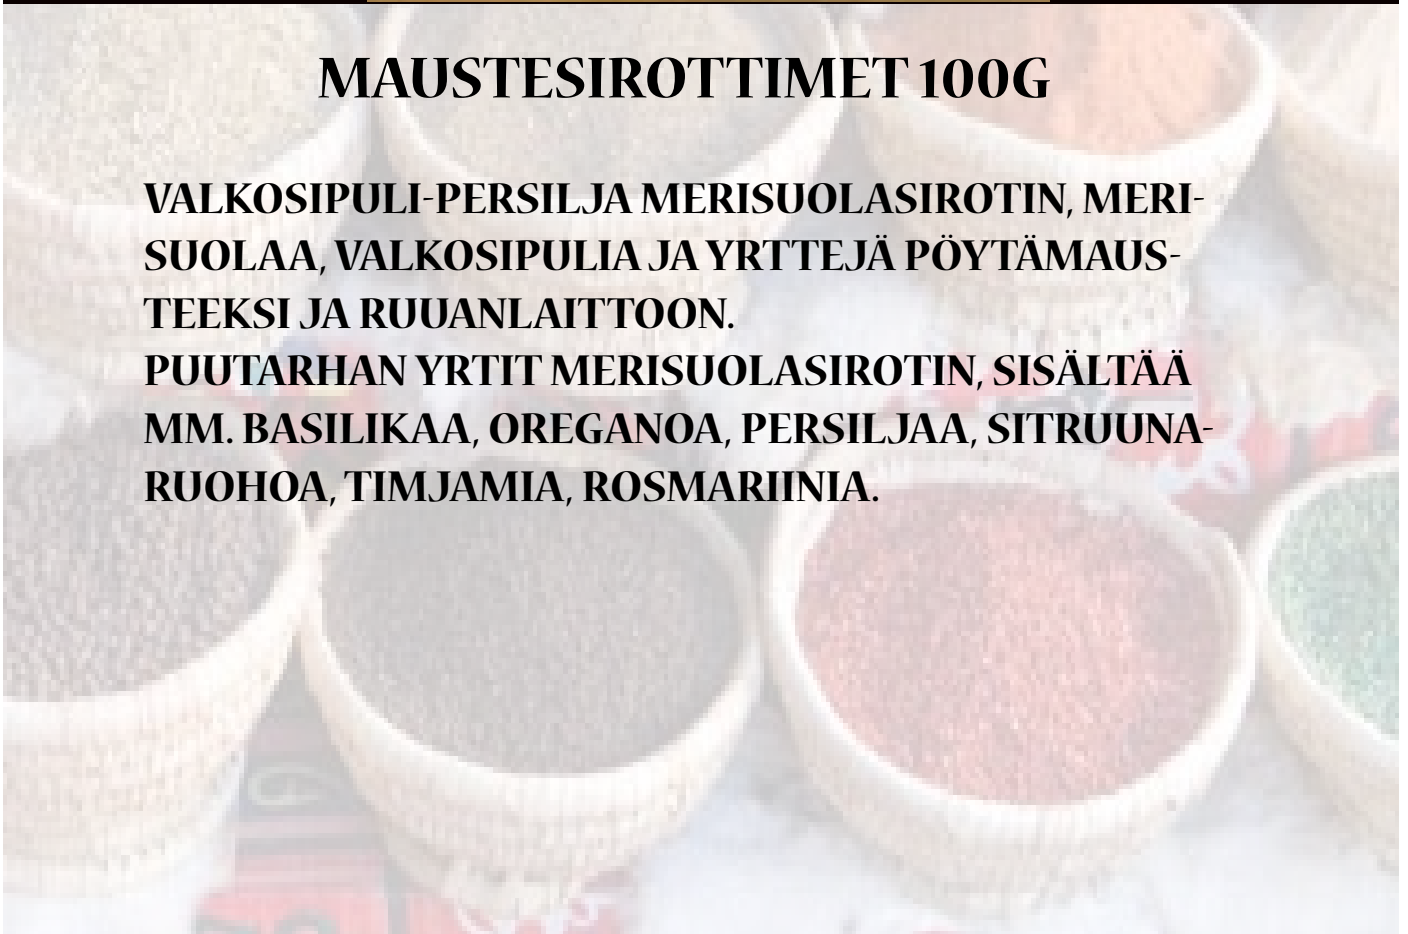 MAUSTESIROTTIMET 100G
VALKOSIPULI-PERSILJA MERISUOLASIROTIN, MERI-
SUOLAA, VALKOSIPULIA JA YRTTEJÄ PÖYTÄMAUS-
TEEKSI JA RUUANLAITTOON.
PUUTARHAN YRTIT MERISUOLASIROTIN, SISÄLTÄÄ
MM. BASILIKAA, OREGANOA, PERSILJAA, SITRUUNA-
RUOHOA, TIMJAMIA, ROSMARIINIA.